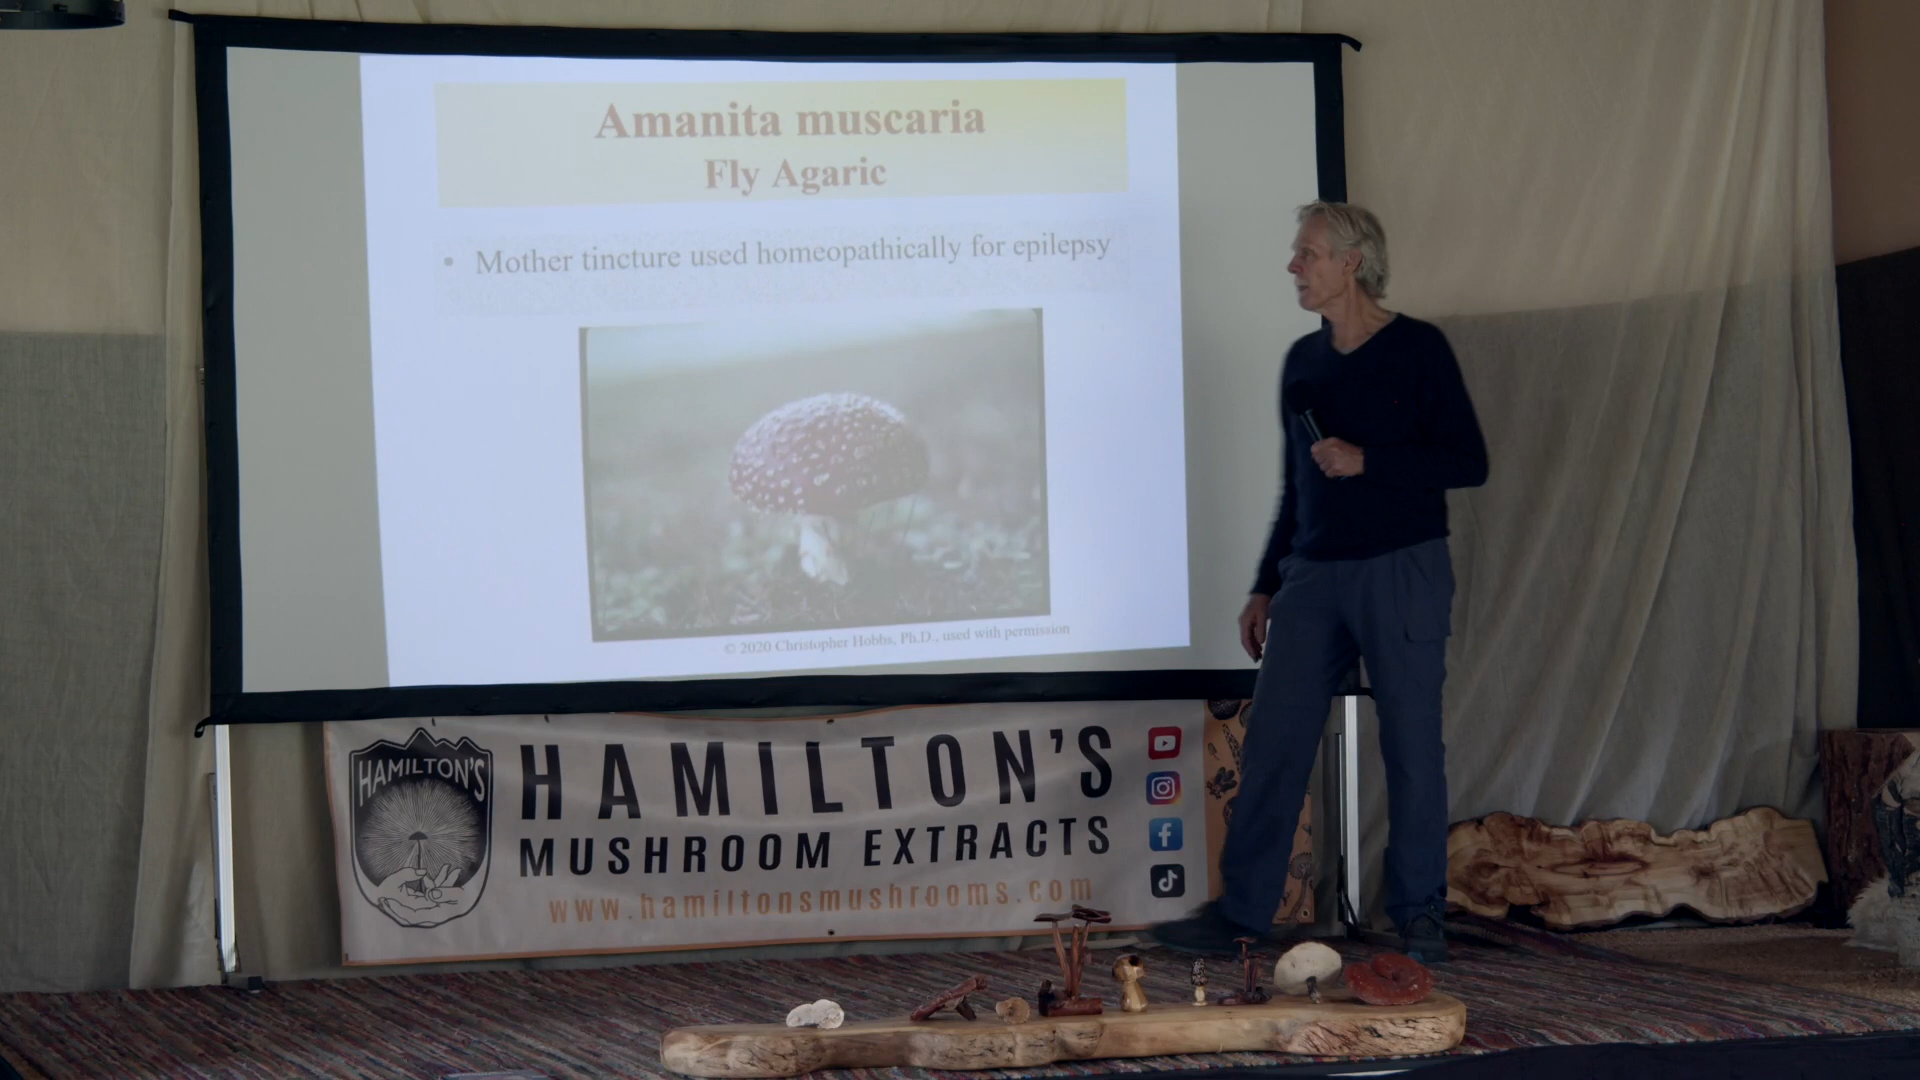 Amanita muscaria
Fly Agaric
• Mother tincture used homeopathically for epilepsy
© 2020 Christopher Hobbs, Ph.D., used with permission
HAMILTON'S
HAMILTON'S
MUSHROOM EXTRACTS
www.hamiltonsmushrooms.com